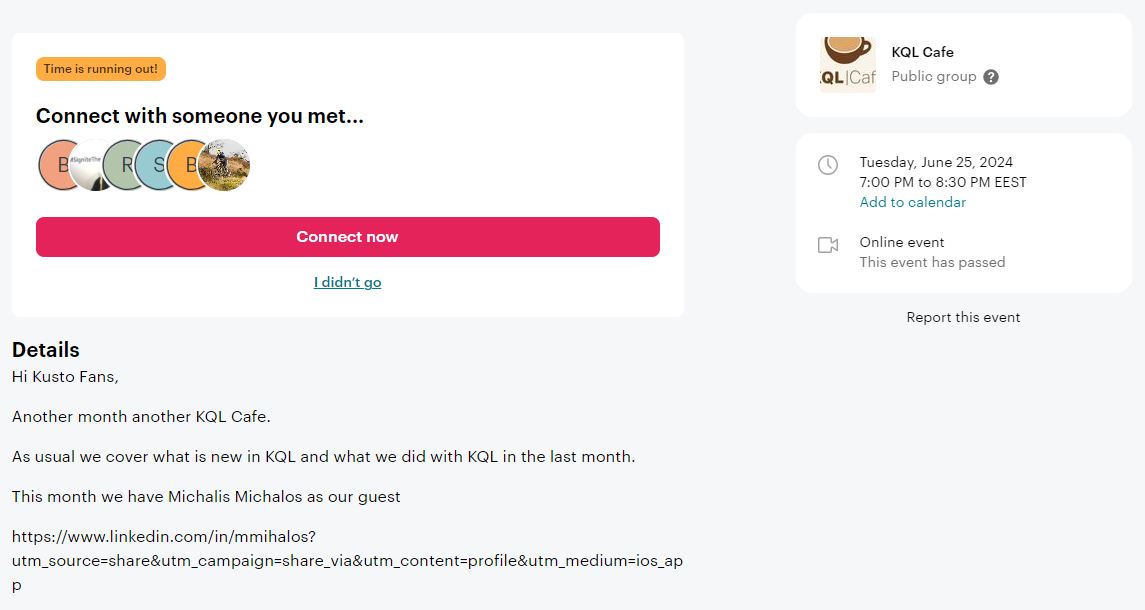 Time is running out!
Connect with someone you met...
B
R
S
B
Connect now
I didn't go
Details
Hi Kusto Fans,
Another month another KQL Cafe.
As usual we cover what is new in KQL and what we did with KQL in the last month.
This month we have Michalis Michalos as our guest
https://www.linkedin.com/in/mmihalos?
utm_source=share&utm_campaign=share_via&utm_content=profile&utm_medium=ios_ap
p
QL|Caf
KQL Cafe
Public group ?
Tuesday, June 25, 2024
7:00 PM to 8:30 PM EEST
Add to calendar
Online event
This event has passed
Report this event